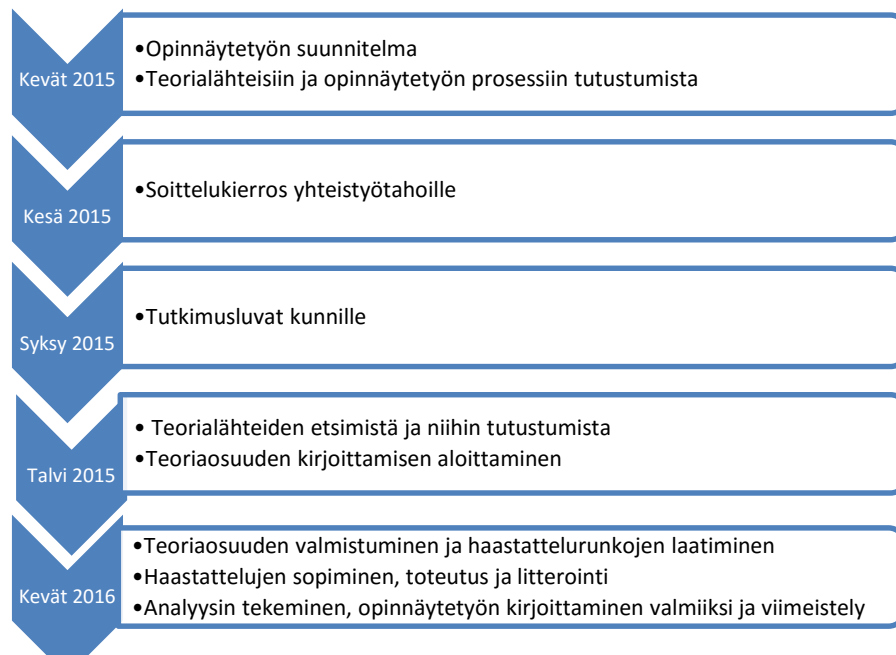 Kevät 2015
•Opinnäytetyön suunnitelma
•Teorialähteisiin ja opinnäytetyön prosessiin tutustumista
Kesä 2015
•Soittelukierros yhteistyötahoille
Syksy 2015
•Tutkimusluvat kunnille
Talvi 2015
• Teorialähteiden etsimistä ja niihin tutustumista
•Teoriaosuuden kirjoittamisen aloittaminen
Kevät 2016
•Teoriaosuuden valmistuminen ja haastattelurunkojen laatiminen
•Haastattelujen sopiminen, toteutus ja litterointi
•Analyysin tekeminen, opinnäytetyön kirjoittaminen valmiiksi ja viimeistely